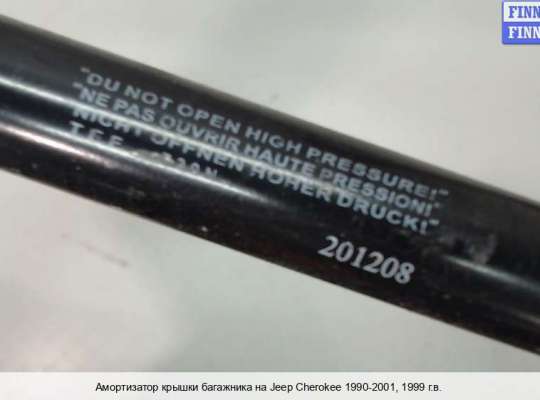 FINN
FINN
"DU NOT OPEN HIGH PRESSURE!"
"NE PAS OUVRIR HAUTE PRESSION!"
NICHT OFFNEN HOHER DRUCK!"
201208
Амортизатор крышки багажника на Jeep Cherokee 1990-2001, 1999 г.в.